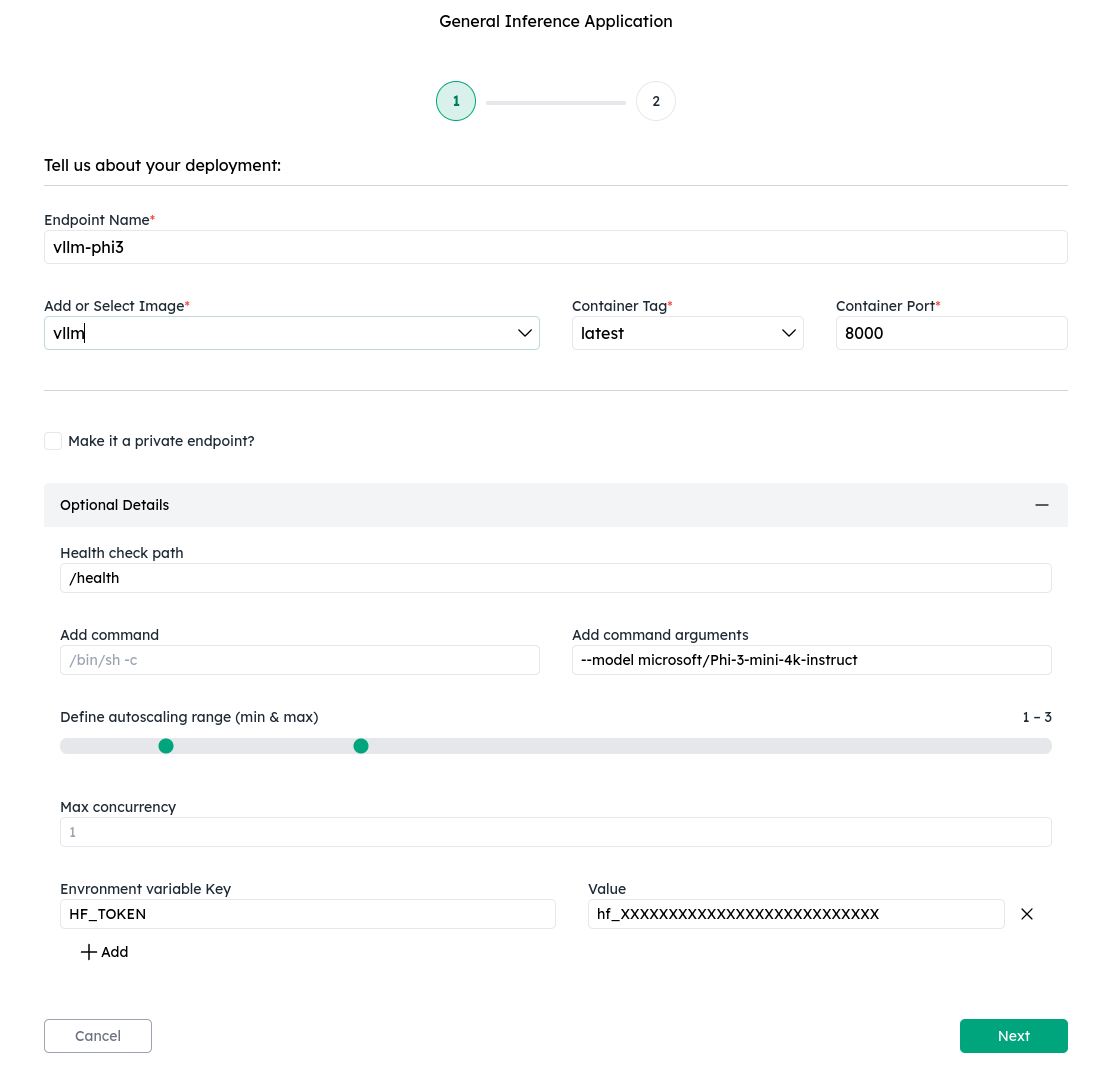 General Inference Application
1
2
Tell us about your deployment:
Endpoint Name*
vllm-phi3
Add or Select Image*
Container Tag*
Container Port*
vllm
latest
8000
Make it a private endpoint?
Optional Details
Health check path
/health
Add command
Add command arguments
/bin/sh -c
--model microsoft/Phi-3-mini-4k-instruct
Define autoscaling range (min & max)
1 – 3
Max concurrency
1
Envronment variable Key
Value
HF_TOKEN
hf_XXXXXXXXXXXXXXXXXXXXXXXXXXX
Add
Cancel
Next